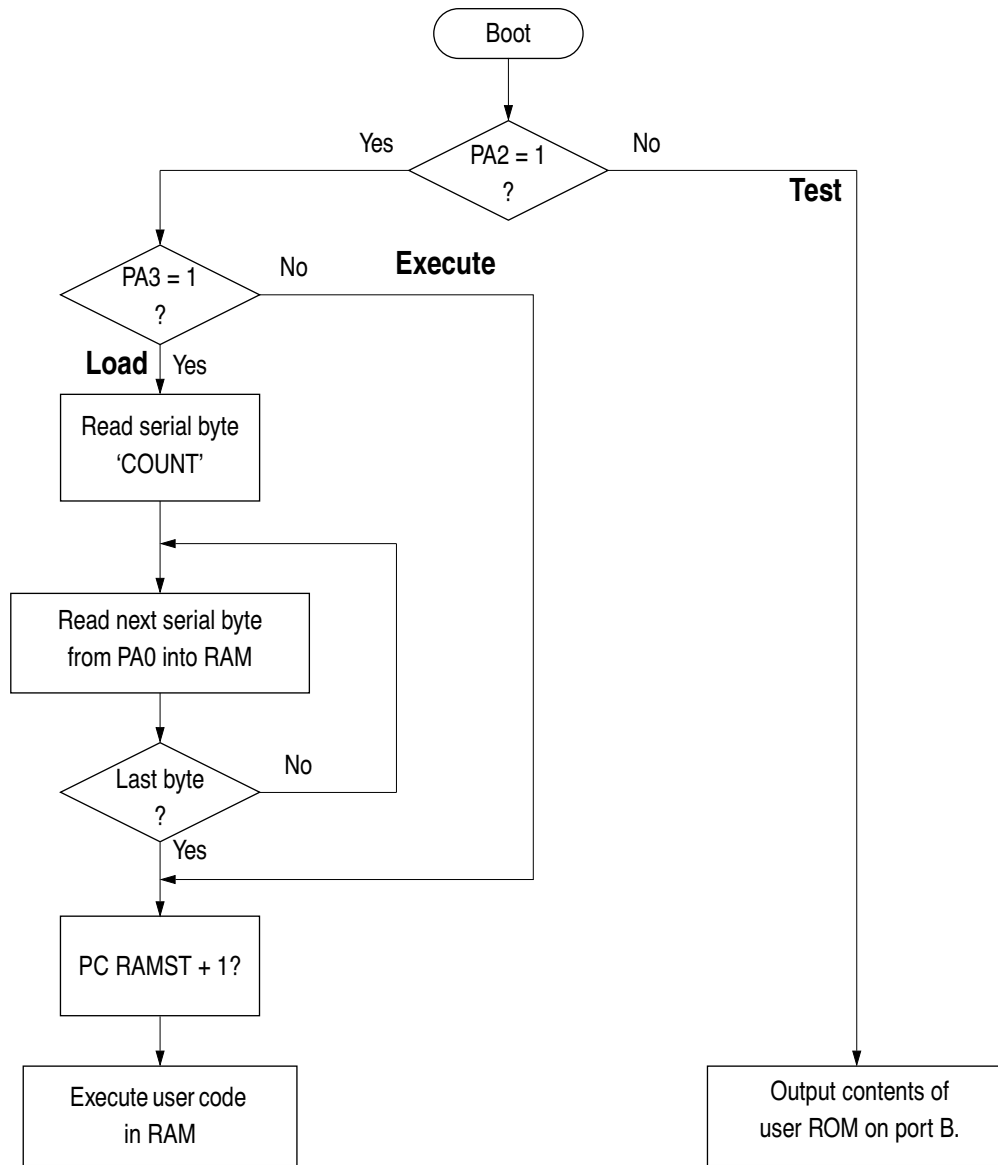 Boot
Yes
PA2 = 1
?
No
Test
PA3 = 1
?
No
Execute
Load
Yes
Read serial byte
‘COUNT’
Read next serial byte
from PA0 into RAM
Last byte
?
No
Yes
PC RAMST + 1?
Execute user code
in RAM
Output contents of
user ROM on port B.